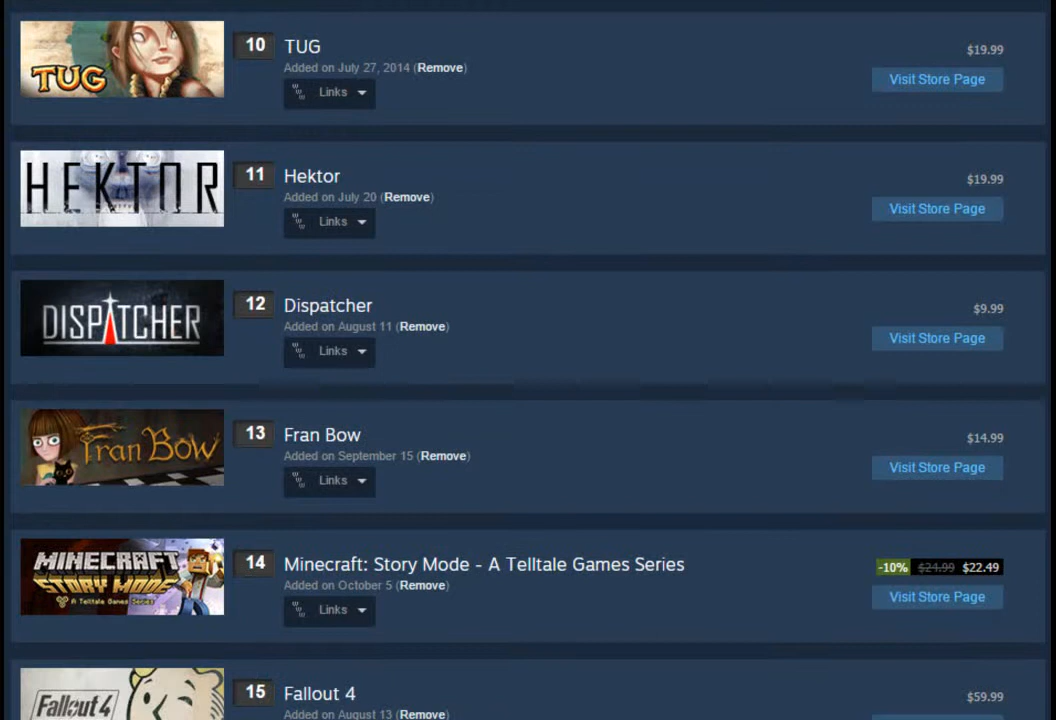 TUG
10
TUG
$19.99
Added on July 27, 2014 (Remove)
Visit Store Page
Links
HEKTOR
11
Hektor
$19.99
Added on July 20 (Remove)
Visit Store Page
Links
DISPATCHER
12
Dispatcher
$9.99
Added on August 11 (Remove)
Visit Store Page
Links
Fran Bow
13
Fran Bow
$14.99
Added on September 15 (Remove)
Visit Store Page
Links
MINECRAFT
STORY MODE
A Telltale Games Series
14
Minecraft: Story Mode - A Telltale Games Series
-10% $24.99 $22.49
Added on October 5 (Remove)
Visit Store Page
Links
Fallout 4
15
Fallout 4
$59.99
Added on August 13 (Remove)